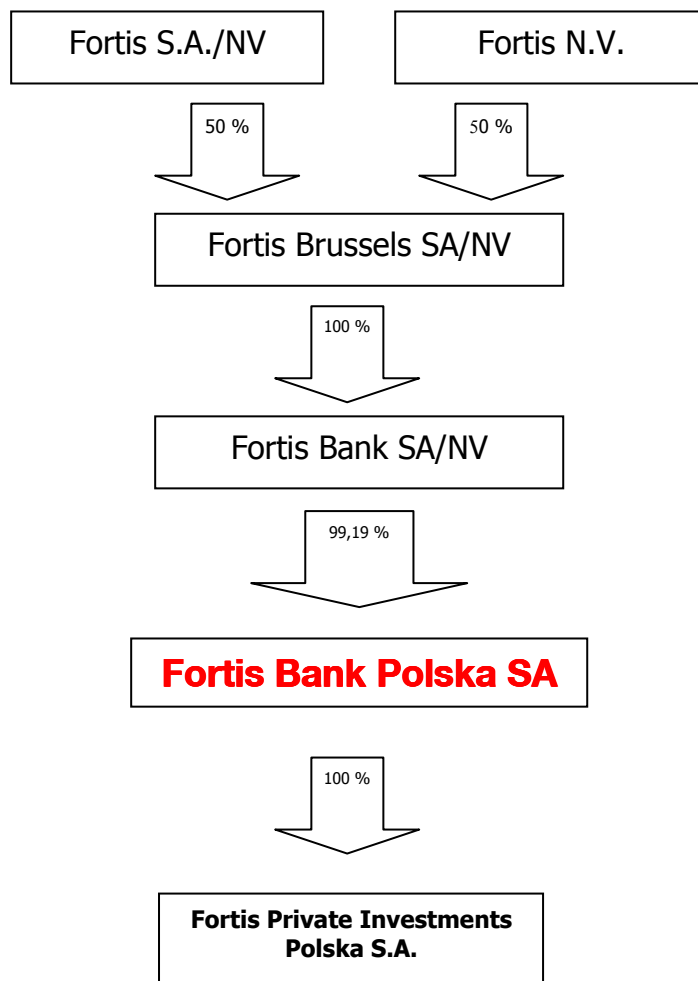 Fortis S.A./NV
Fortis N.V.
50 %
50 %
Fortis Brussels SA/NV
100 %
Fortis Bank SA/NV
99,19 %
Fortis Bank Polska SA
100 %
Fortis Private Investments
Polska S.A.